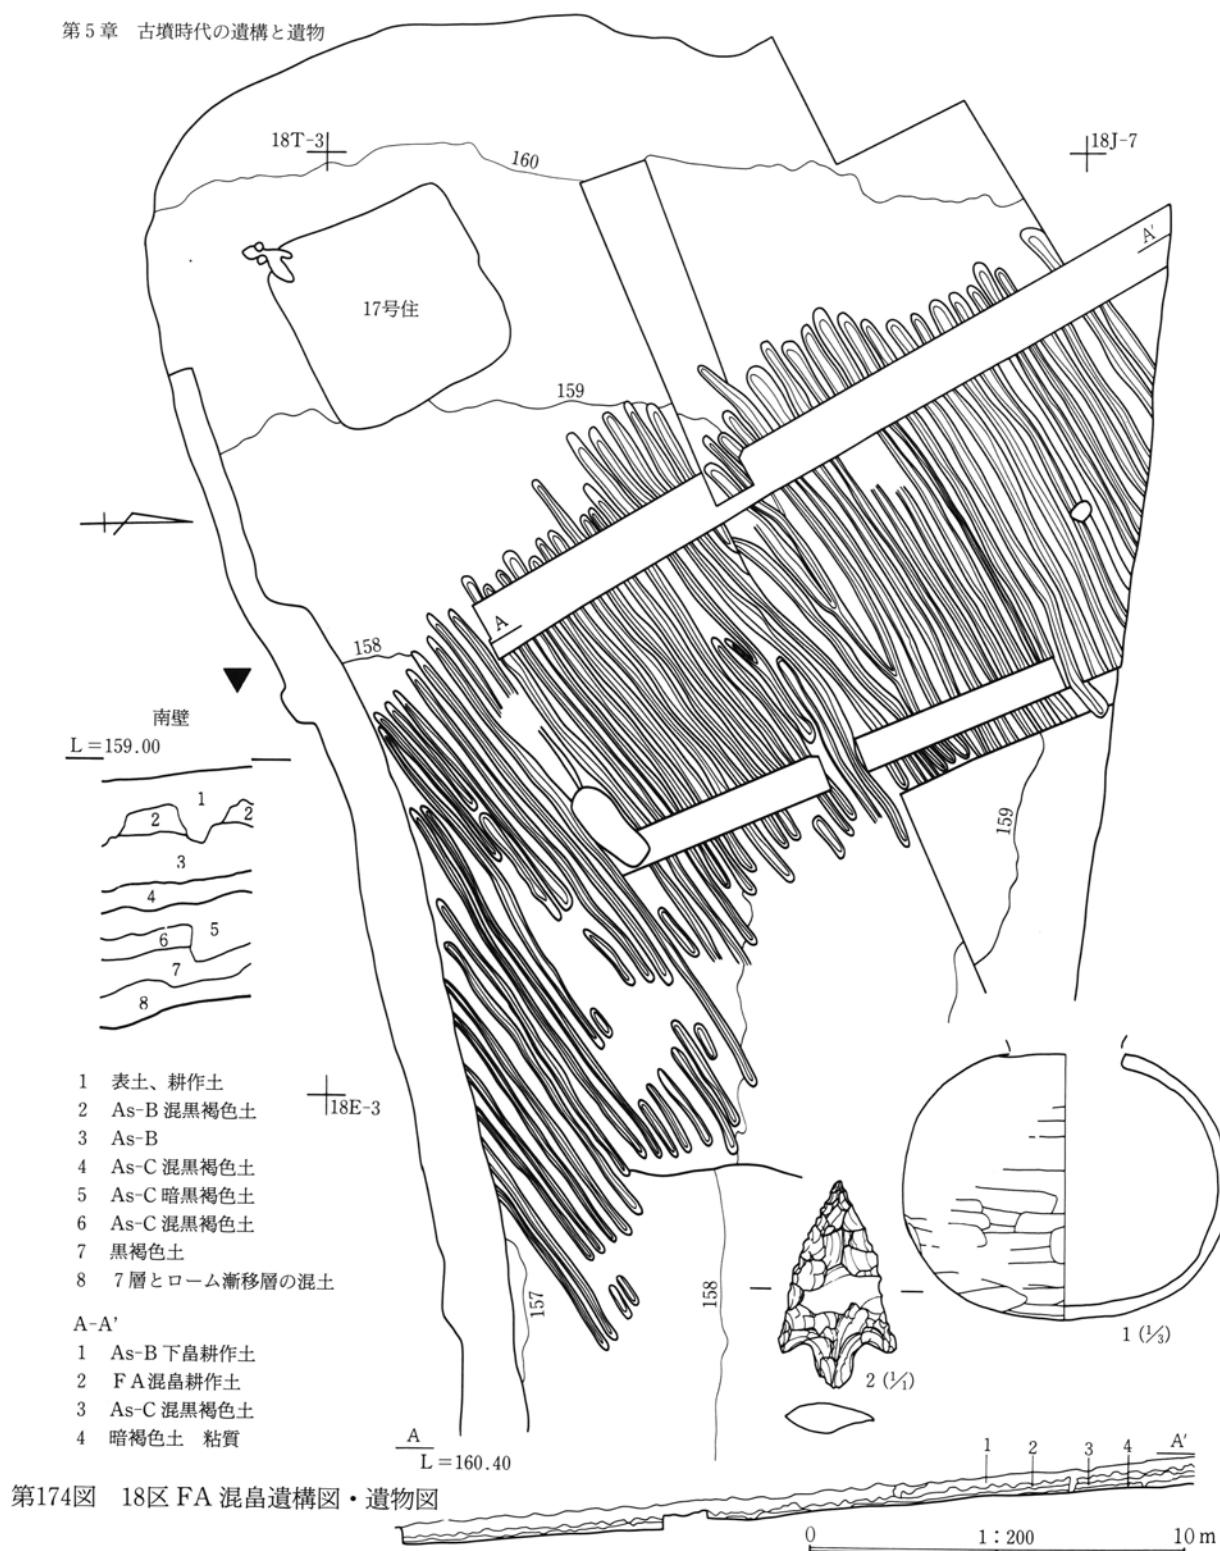 第5章　古墳時代の遺構と遺物
18T-3
160
18J-7
A'
17号住
159
A
158
南壁
L＝159.00
1
2
2
3
4
5
6
7
8
159
1　表土、耕作土
2　As-B 混黒褐色土
3　As-B
4　As-C 混黒褐色土
5　As-C 暗黒褐色土
6　As-C 混黒褐色土
7　黒褐色土
8　7層とローム漸移層の混土
18E-3
157
158
1 (1/3)
2 (1/1)
A-A'
1　As-B 下畠耕作土
2　FA混畠耕作土
3　As-C 混黒褐色土
4　暗褐色土　粘質
A
L＝160.40
1
2
3
4
A'
第174図　18区 FA 混畠遺構図・遺物図
0
1：200
10 m